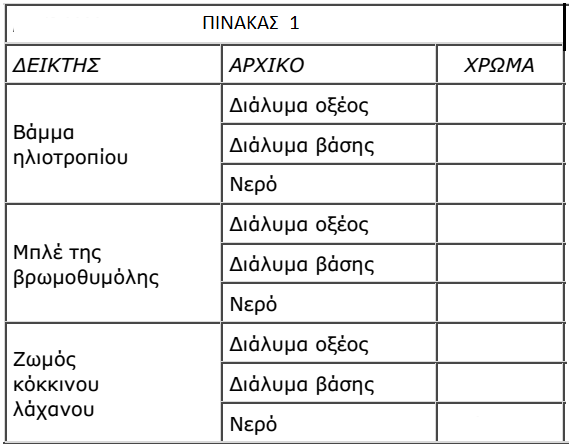 ΠΙΝΑΚΑΣ 1
ΔΕΙΚΤΗΣ ΑΡΧΙΚΟ ΧΡΩΜΑ
Βάμμα
ηλιοτροπίου
Διάλυμα οξέος
Διάλυμα βάσης
Νερό
Μπλέ της
βρωμοθυμόλης
Διάλυμα οξέος
Διάλυμα βάσης
Νερό
Ζωμός
κόκκινου
λάχανου
Διάλυμα οξέος
Διάλυμα βάσης
Νερό